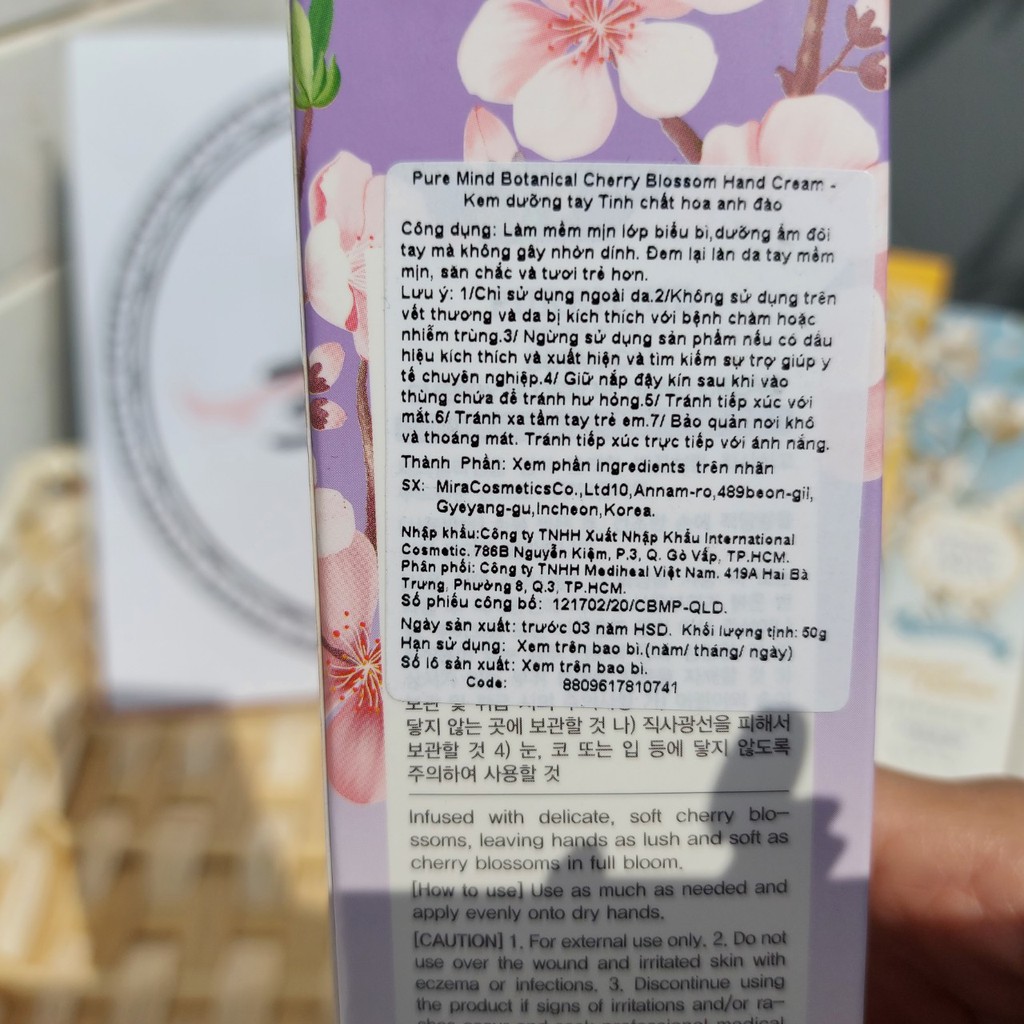 Pure Mind Botanical Cherry Blossom Hand Cream -
Kem dưỡng tay Tinh chất hoa anh đào
Công dụng: Làm mềm mịn lớp biểu bì,dưỡng ẩm đôi
tay mà không gây nhờn dính. Đem lại làn da tay mềm
mịn, săn chắc và tươi trẻ hơn.
Lưu ý: 1/Chỉ sử dụng ngoài da.2/Không sử dụng trên
vết thương và da bị kích thích với bệnh chàm hoặc
nhiễm trùng.3/ Ngừng sử dụng sản phẩm nếu có dấu
hiệu kích thích và xuất hiện và tìm kiếm sự trợ giúp y
tế chuyên nghiệp.4/ Giữ nắp đậy kín sau khi vào
thùng chứa để tránh hư hỏng.5/ Tránh tiếp xúc với
mắt.6/ Tránh xa tầm tay trẻ em.7/ Bảo quản nơi khô
và thoáng mát. Tránh tiếp xúc trực tiếp với ánh nắng.
Thành Phần: Xem phần ingredients trên nhãn
SX: MiraCosmeticsCo.,Ltd10,Annam-ro,489beon-gil,
Gyeyang-gu,Incheon,Korea.
Nhập khẩu:Công ty TNHH Xuất Nhập Khẩu International
Cosmetic. 786B Nguyễn Kiệm, P.3, Q. Gò Vấp, TP.HCM.
Phân phối: Công ty TNHH Mediheal Việt Nam. 419A Hai Bà
Trưng, Phường 8, Q.3, TP.HCM.
Số phiếu công bố: 121702/20/CBMP-QLD.
Ngày sản xuất: trước 03 năm HSD. Khối lượng tịnh: 50g
Hạn sử dụng: Xem trên bao bì.(năm/ tháng/ ngày)
Số lô sản xuất: Xem trên bao bì.
Code: 8809617810741
닿지 않는 곳에 보관할 것 나) 직사광선을 피해서
보관할 것 4) 눈, 코 또는 입 등에 닿지 않도록
주의하여 사용할 것
Infused with delicate, soft cherry blo-
ssoms, leaving hands as lush and soft as
cherry blossoms in full bloom.
[How to use] Use as much as needed and
apply evenly onto dry hands.
[CAUTION] 1. For external use only. 2. Do not
use over the wound and irritated skin with
eczema or infections. 3. Discontinue using
the product if signs of irritations and/or ra-